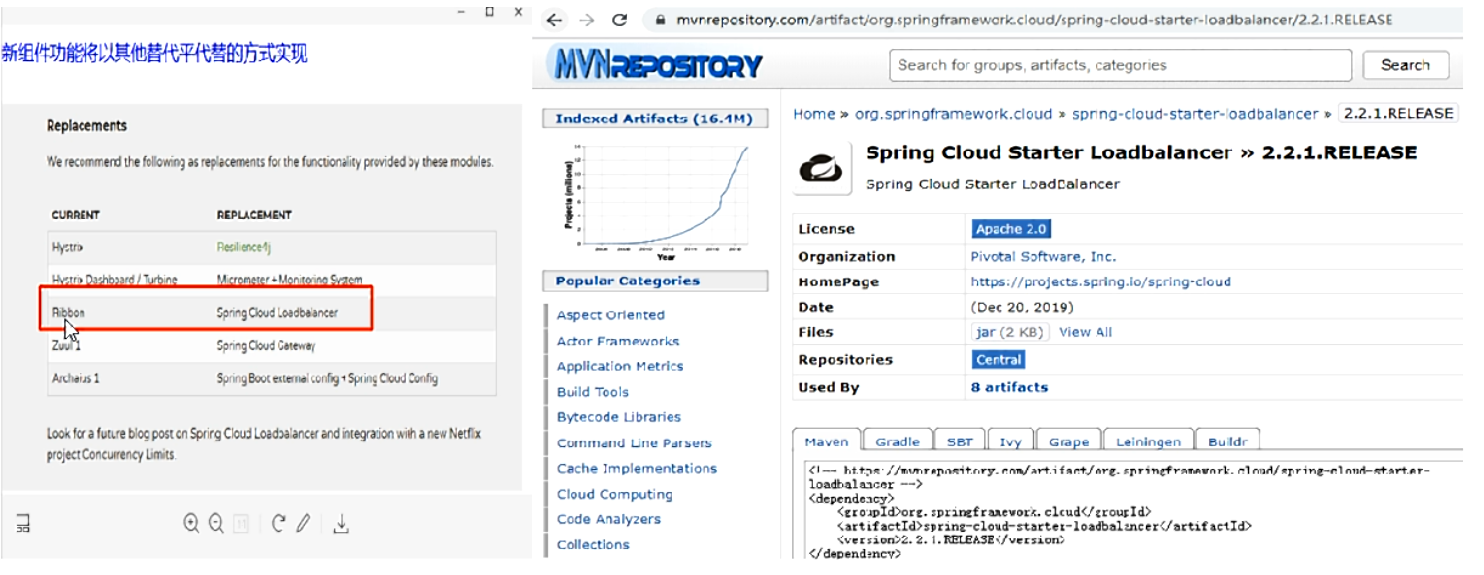 新组件功能将以其他替代平代替的方式实现
Replacements
We recommend the following as replacements for the functionality provided by these modules.
CURRENT REPLACEMENT
Hystrix Resilience4j
Hystrix Dashboard / Turbine Micrometer + Monitoring System
Ribbon Spring Cloud Loadbalancer
Zuul 1 Spring Cloud Gateway
Archaius 1 Spring Boot external config + Spring Cloud Config
Look for a future blog post on Spring Cloud Loadbalancer and integration with a new Netflix
project Concurrency Limits.
mvnrepository.com/artifact/org.springframework.cloud/spring-cloud-starter-loadbalancer/2.2.1.RELEASE
MVNREPOSITORY
Search for groups, artifacts, categories
Search
Indexed Artifacts (16.4M)
Projects (millions)
Year
Popular Categories
Aspect Oriented
Actor Frameworks
Application Metrics
Build Tools
Bytecode Libraries
Command Line Parsers
Cache Implementations
Cloud Computing
Code Analyzers
Collections
Home » org.springframework.cloud » spring-cloud-starter-loadbalancer » 2.2.1.RELEASE
Spring Cloud Starter Loadbalancer » 2.2.1.RELEASE
Spring Cloud Starter LoadBalancer
License Apache 2.0
Organization Pivotal Software, Inc.
HomePage https://projects.spring.io/spring-cloud
Date (Dec 20, 2019)
Files jar (2 KB) View All
Repositories Central
Used By 8 artifacts
Maven Gradle SBT Ivy Grape Leiningen Buildr
<!-- https://mvnrepository.com/artifact/org.springframework.cloud/spring-cloud-starter-
loadbalancer -->
<dependency>
<groupId>org.springframework.cloud</groupId>
<artifactId>spring-cloud-starter-loadbalancer</artifactId>
<version>2.2.1.RELEASE</version>
</dependency>